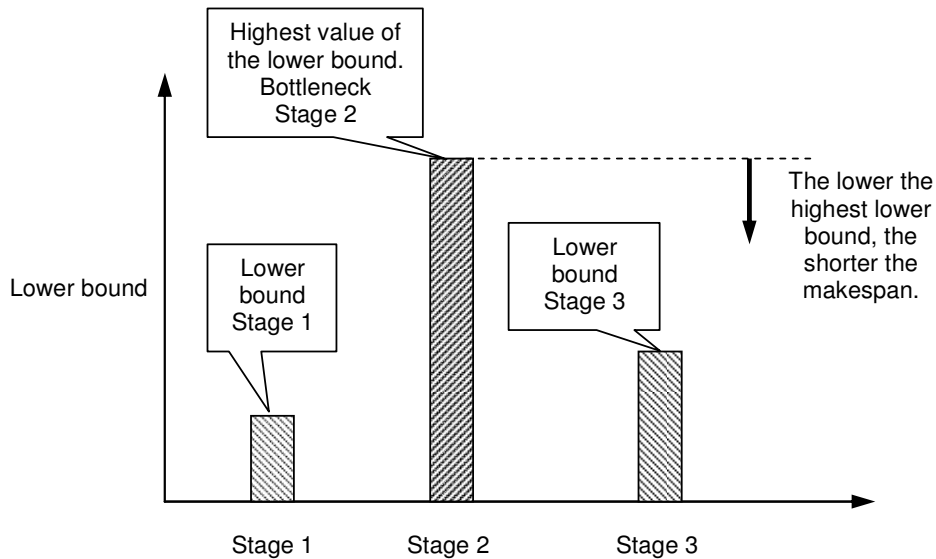 Highest value of
the lower bound.
Bottleneck
Stage 2
The lower the
highest lower
bound, the
shorter the
makespan.
Lower
bound
Stage 1
Lower
bound
Stage 3
Lower bound
Stage 1
Stage 2
Stage 3